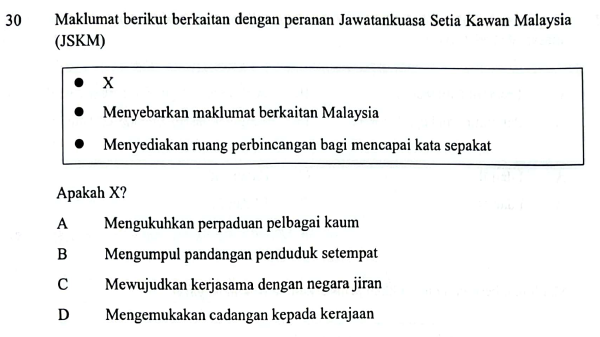 30 Maklumat berikut berkaitan dengan peranan Jawatankuasa Setia Kawan Malaysia
(JSKM)
● X
● Menyebarkan maklumat berkaitan Malaysia
● Menyediakan ruang perbincangan bagi mencapai kata sepakat
Apakah X?
A Mengukuhkan perpaduan pelbagai kaum
B Mengumpul pandangan penduduk setempat
C Mewujudkan kerjasama dengan negara jiran
D Mengemukakan cadangan kepada kerajaan